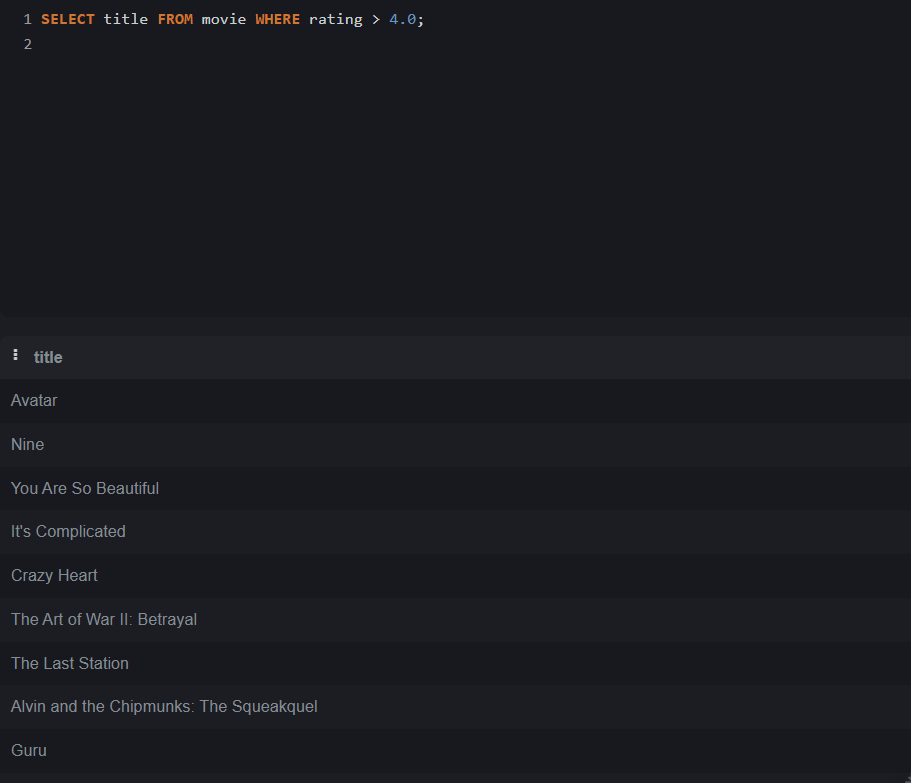 1 SELECT title FROM movie WHERE rating > 4.0;
2
title
Avatar
Nine
You Are So Beautiful
It's Complicated
Crazy Heart
The Art of War II: Betrayal
The Last Station
Alvin and the Chipmunks: The Squeakquel
Guru